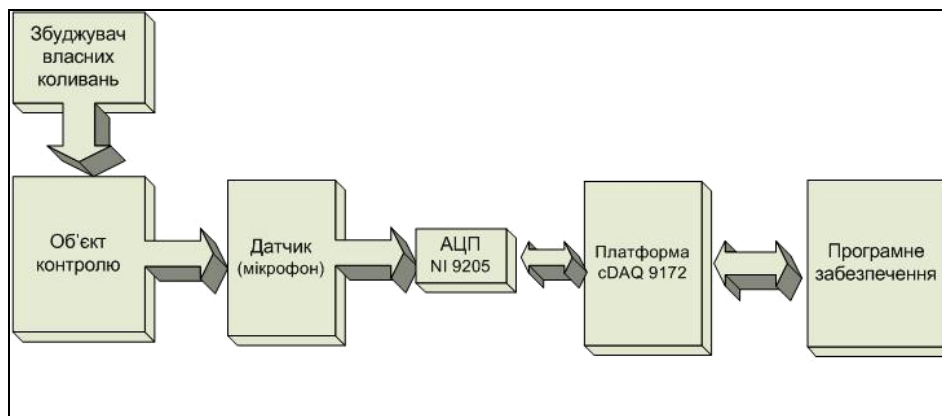 Збуджувач
власних
коливань
Об'єкт
контролю
Датчик
(мікрофон)
АЦП
NI 9205
Платформа
cDAQ 9172
Програмне
забезпечення